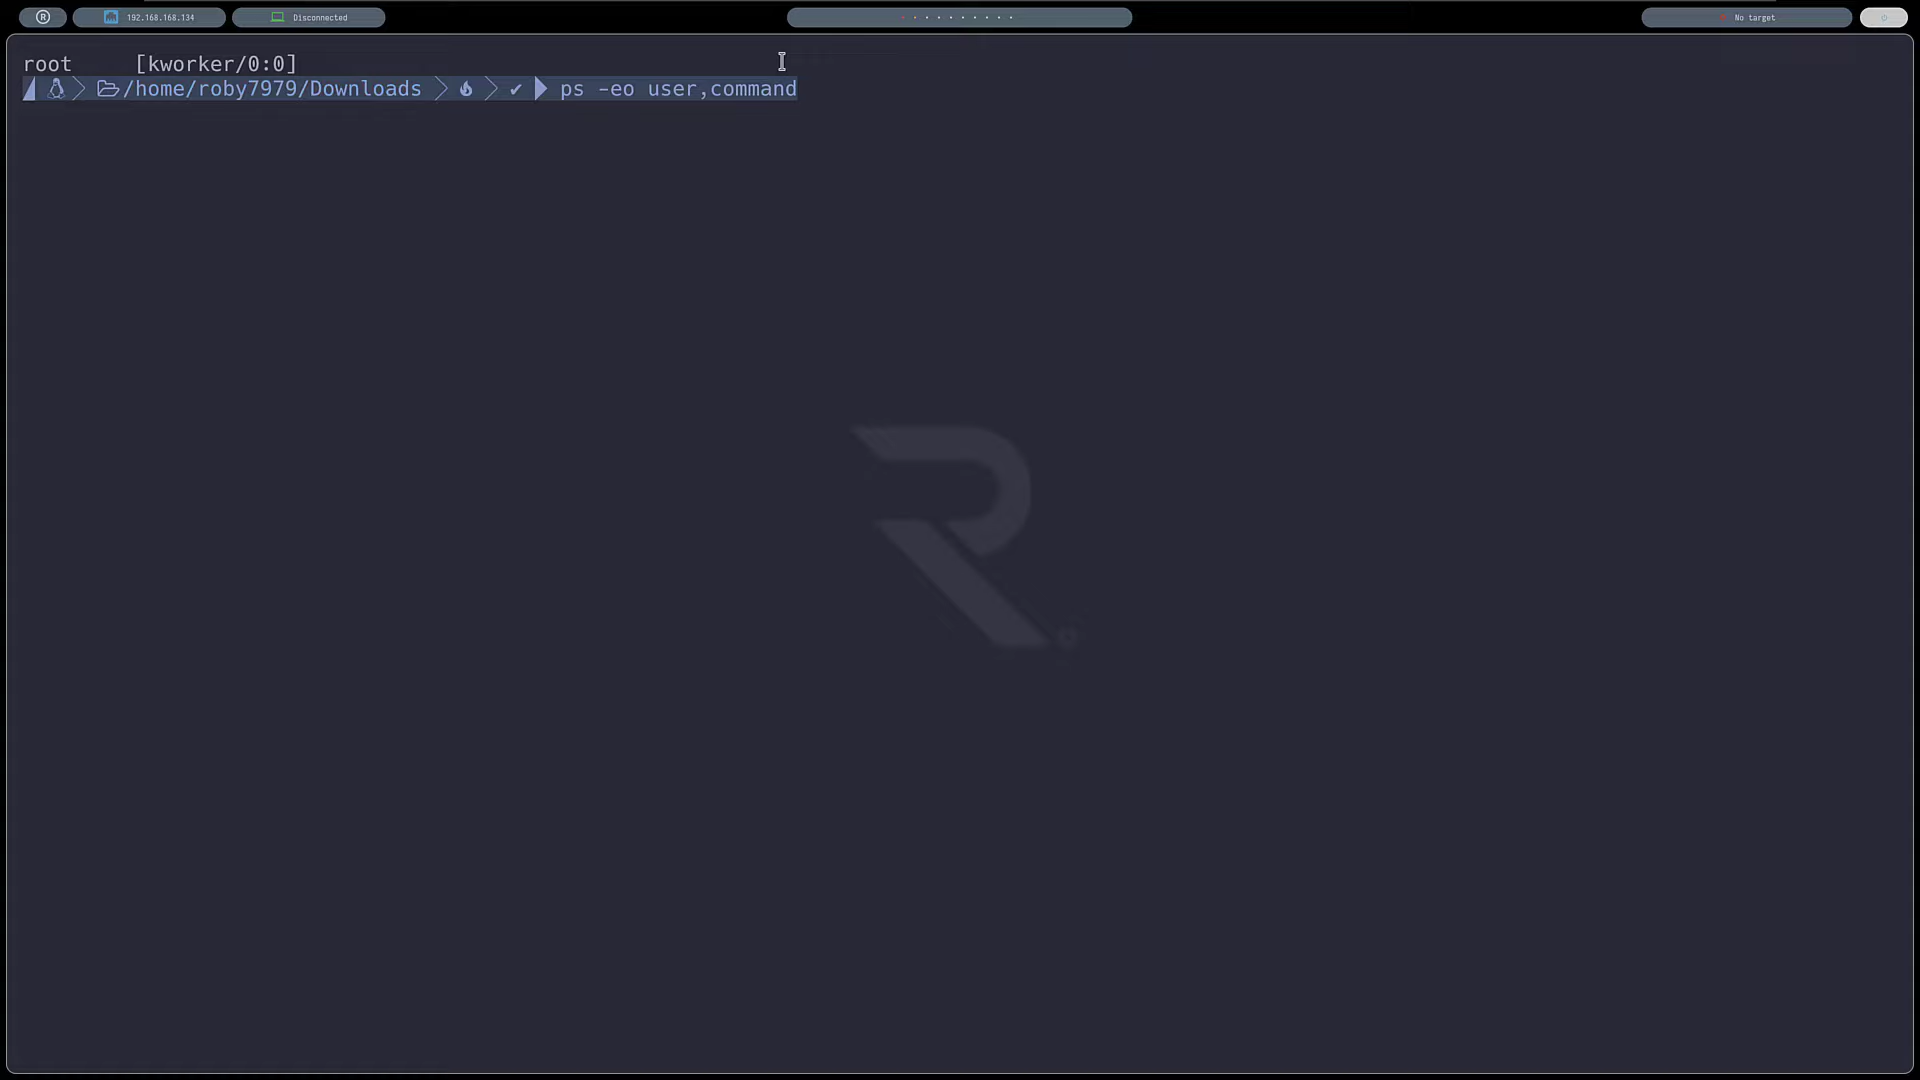 R 192.168.168.134 Disconnected No target
root [kworker/0:0]
/home/roby7979/Downloads ✔ ps -eo user,command
R